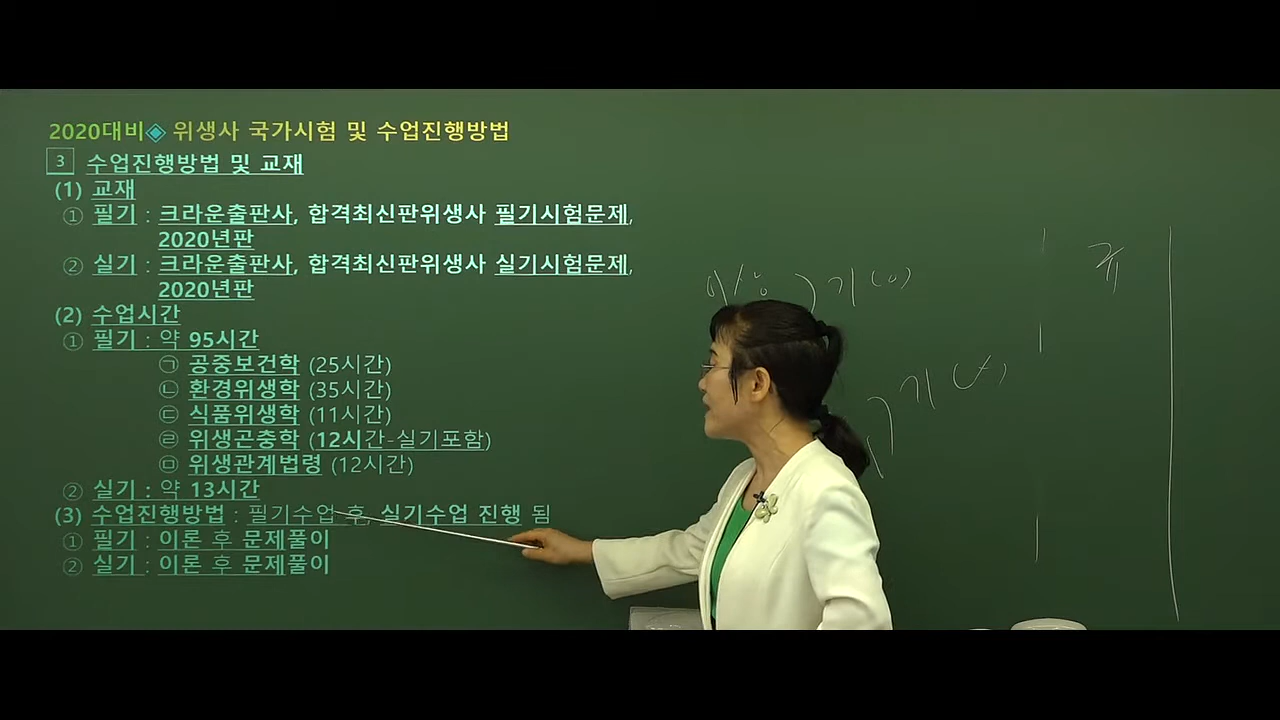 2020대비◈ 위생사 국가시험 및 수업진행방법
3 수업진행방법 및 교재
(1) 교재
① 필기 : 크라운출판사, 합격최신판위생사 필기시험문제,
2020년판
② 실기 : 크라운출판사, 합격최신판위생사 실기시험문제,
2020년판
(2) 수업시간
① 필기 : 약 95시간
㉠ 공중보건학 (25시간)
㉡ 환경위생학 (35시간)
㉢ 식품위생학 (11시간)
㉣ 위생곤충학 (12시간-실기포함)
㉤ 위생관계법령 (12시간)
② 실기 : 약 13시간
(3) 수업진행방법 : 필기수업 후, 실기수업 진행 됨
① 필기 : 이론 후 문제풀이
② 실기 : 이론 후 문제풀이